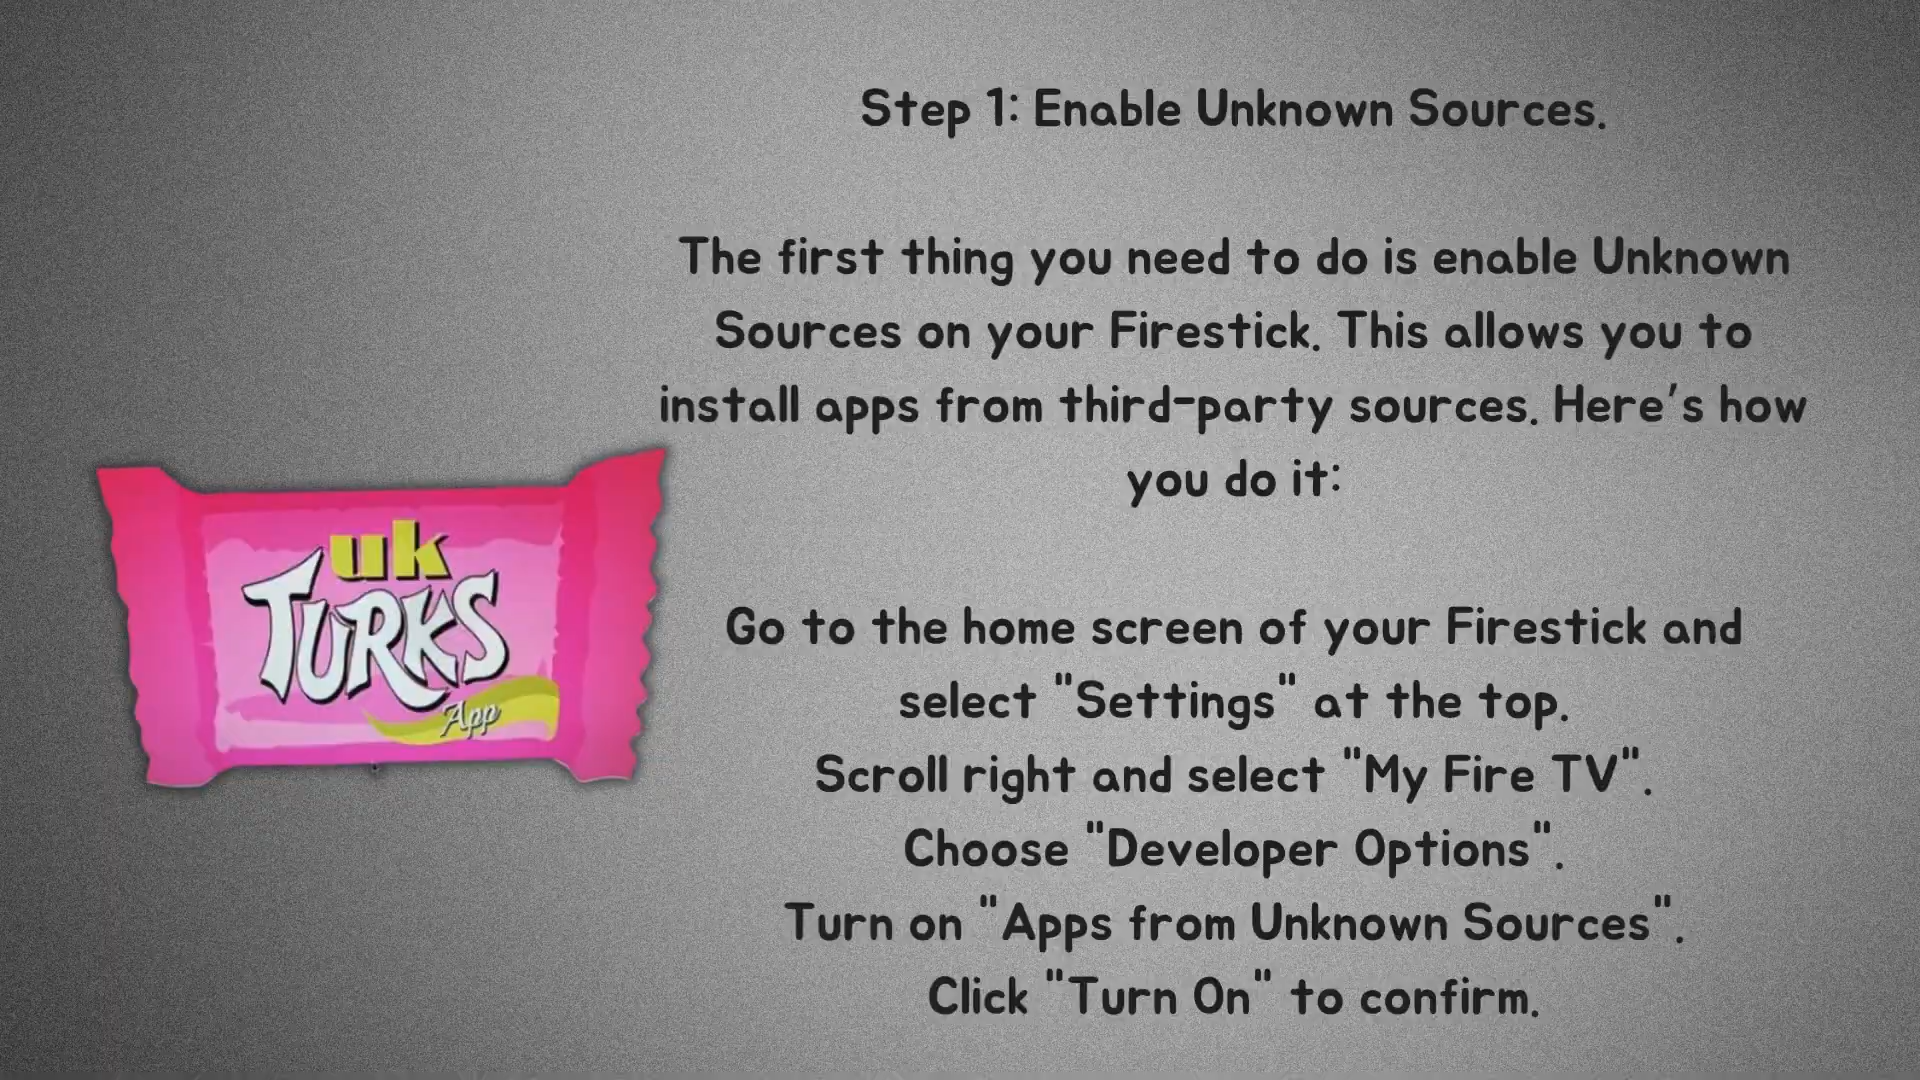 Step 1: Enable Unknown Sources.
The first thing you need to do is enable Unknown
Sources on your Firestick. This allows you to
install apps from third-party sources. Here's how
you do it:
uk
TURKS
App
Go to the home screen of your Firestick and
select "Settings" at the top.
Scroll right and select "My Fire TV".
Choose "Developer Options".
Turn on "Apps from Unknown Sources".
Click "Turn On" to confirm.